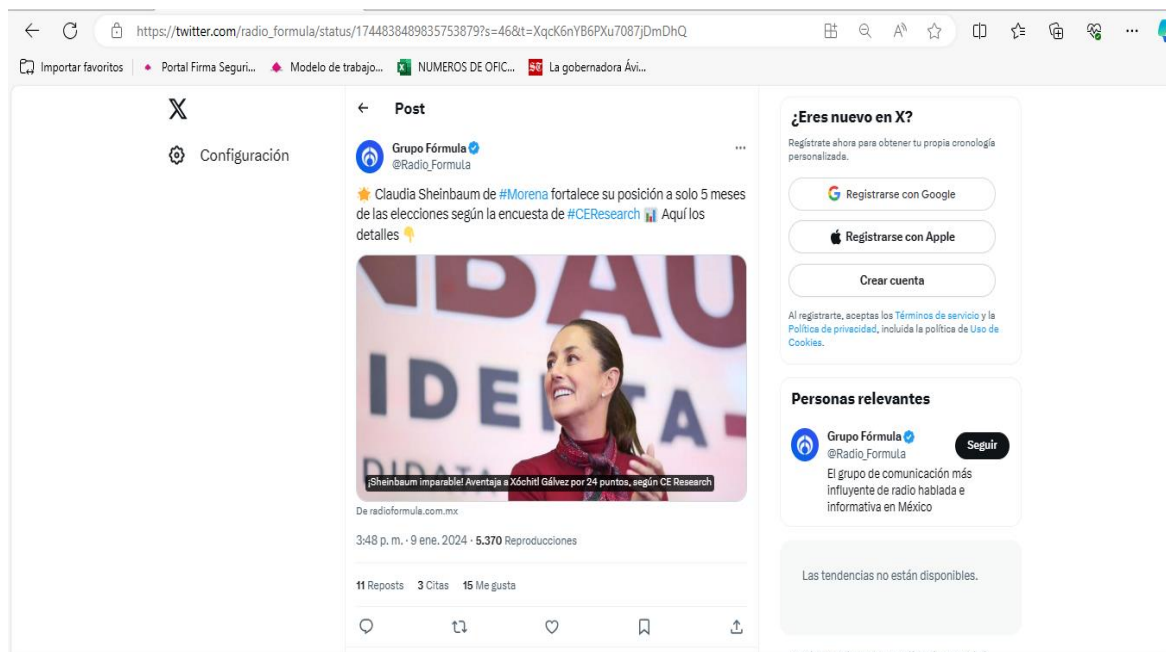 https://twitter.com/radio_formula/status/1744838489835753879?s=46&t=XqcK6nYB6PXu7087jDmDhQ
Importar favoritos
Portal Firma Seguri...
Modelo de trabajo...
NUMEROS DE OFIC...
La gobernadora Ávi...
Configuración
Post
Grupo Fórmula
@Radio_Formula
Claudia Sheinbaum de #Morena fortalece su posición a solo 5 meses
de las elecciones según la encuesta de #CEResearch Aquí los
detalles
NBAU
IDENTA
DIDATA
¡Sheinbaum imparable! Aventaja a Xóchitl Gálvez por 24 puntos, según CE Research
De radioformula.com.mx
3:48 p. m. · 9 ene. 2024 · 5.370 Reproducciones
11 Reposts 3 Citas 15 Me gusta
¿Eres nuevo en X?
Regístrate ahora para obtener tu propia cronología
personalizada.
Registrarse con Google
Registrarse con Apple
Crear cuenta
Al registrarte, aceptas los Términos de servicio y la
Política de privacidad, incluida la política de Uso de
Cookies.
Personas relevantes
Grupo Fórmula
@Radio_Formula
Seguir
El grupo de comunicación más
influyente de radio hablada e
informativa en México
Las tendencias no están disponibles.